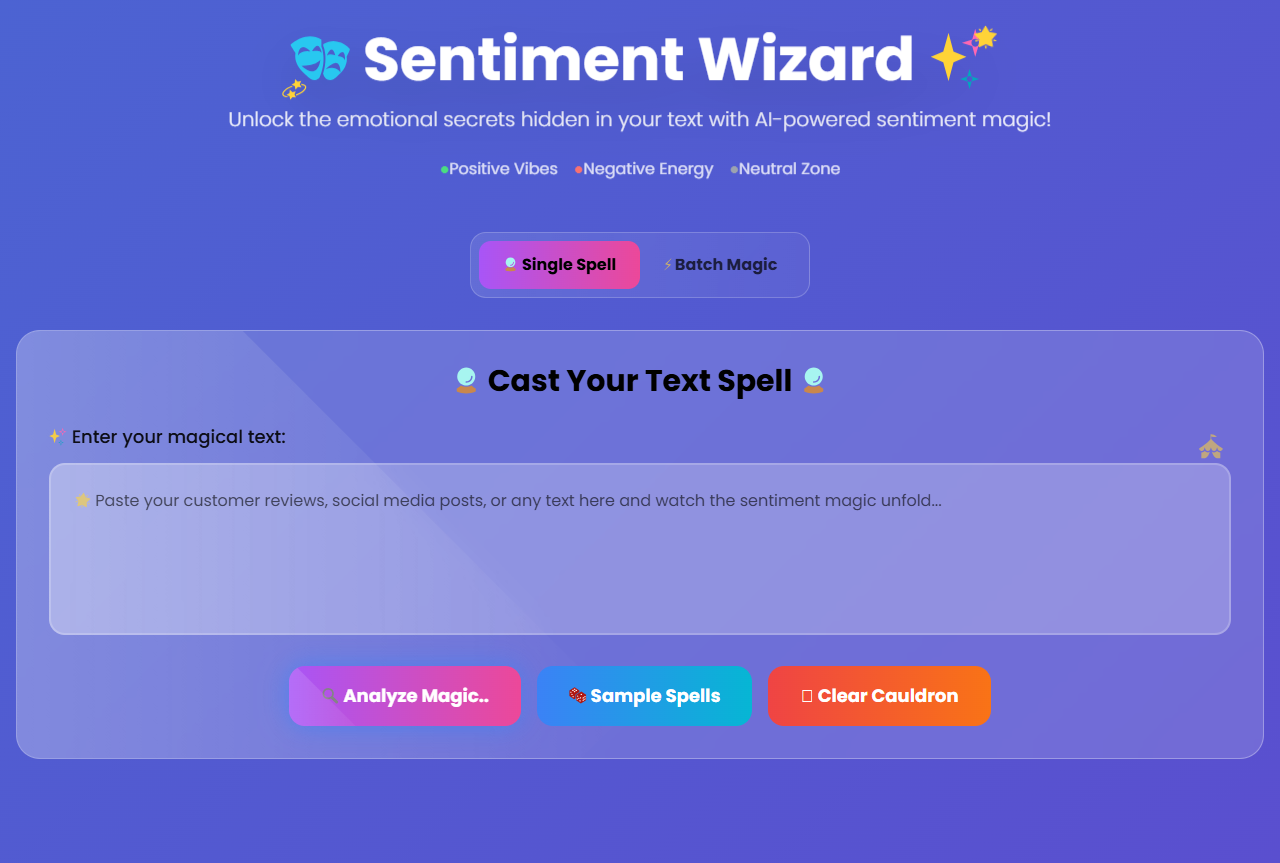 Sentiment Wizard
Unlock the emotional secrets hidden in your text with AI-powered sentiment magic!
Positive Vibes Negative Energy Neutral Zone
Single Spell Batch Magic
Cast Your Text Spell
Enter your magical text:
Paste your customer reviews, social media posts, or any text here and watch the sentiment magic unfold...
Analyze Magic.. Sample Spells Clear Cauldron